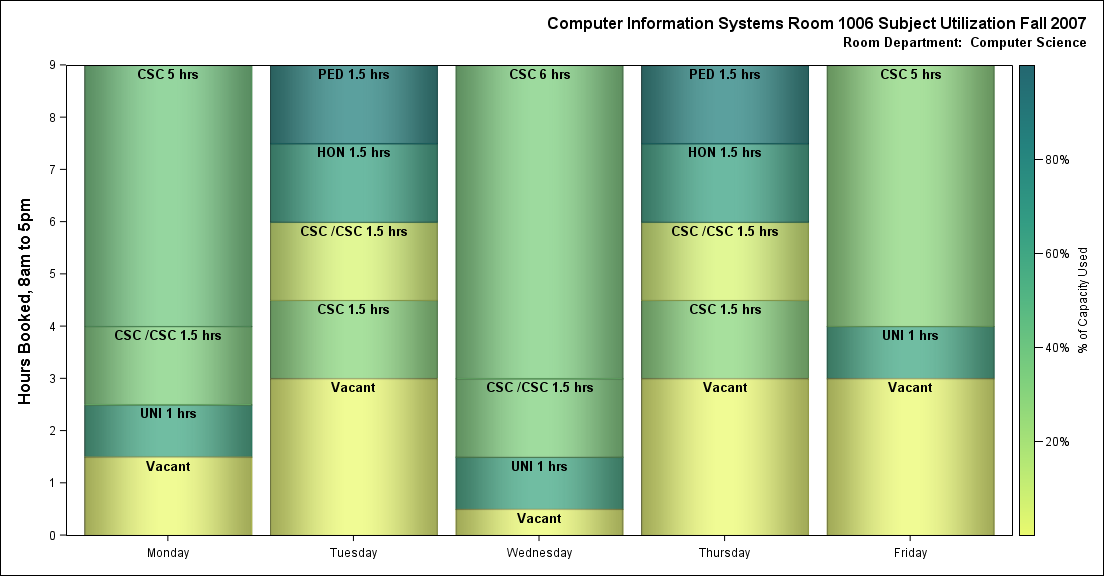 Computer Information Systems Room 1006 Subject Utilization Fall 2007
Room Department: Computer Science
Hours Booked, 8am to 5pm
9
8
7
6
5
4
3
2
1
0
CSC 5 hrs
CSC /CSC 1.5 hrs
UNI 1 hrs
Vacant
Monday
PED 1.5 hrs
HON 1.5 hrs
CSC /CSC 1.5 hrs
CSC 1.5 hrs
Vacant
Tuesday
CSC 6 hrs
CSC /CSC 1.5 hrs
UNI 1 hrs
Vacant
Wednesday
PED 1.5 hrs
HON 1.5 hrs
CSC /CSC 1.5 hrs
CSC 1.5 hrs
Vacant
Thursday
CSC 5 hrs
UNI 1 hrs
Vacant
Friday
80%
60%
40%
20%
% of Capacity Used